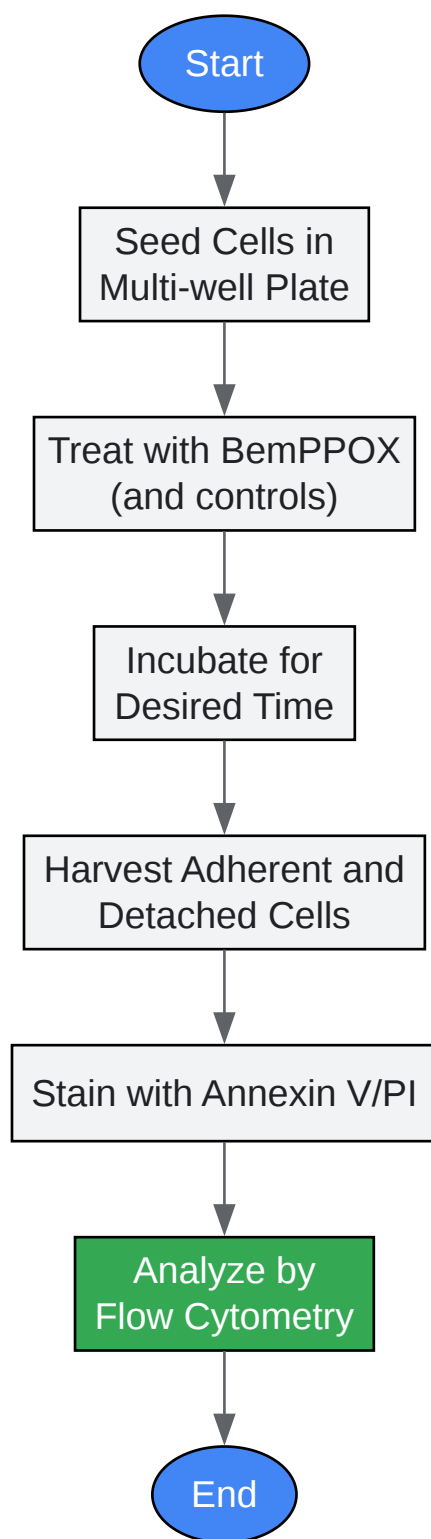 Start
Seed Cells in
Multi-well Plate
Treat with BemPPOX
(and controls)
Incubate for
Desired Time
Harvest Adherent and
Detached Cells
Stain with Annexin V/PI
Analyze by
Flow Cytometry
End